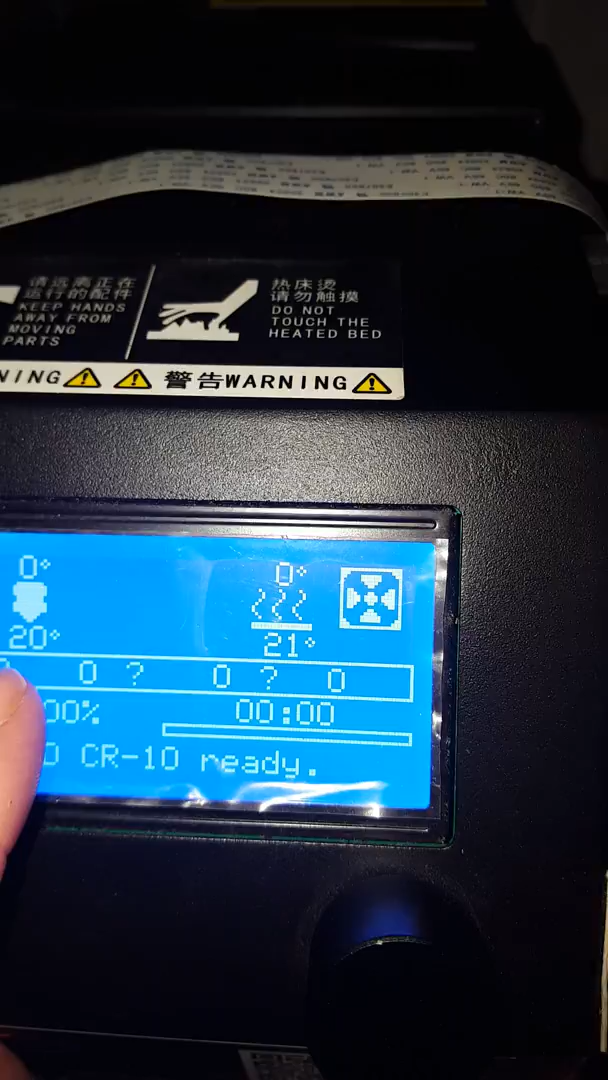 请远离正在
运行的配件
KEEP HANDS
AWAY FROM
MOVING
PARTS
热床烫
请勿触摸
DO NOT
TOUCH THE
HEATED BED
NING
警告WARNING
0° 0°
20° 21°
0 ? 0 ? 0
00% 00:00
CR-10 ready.